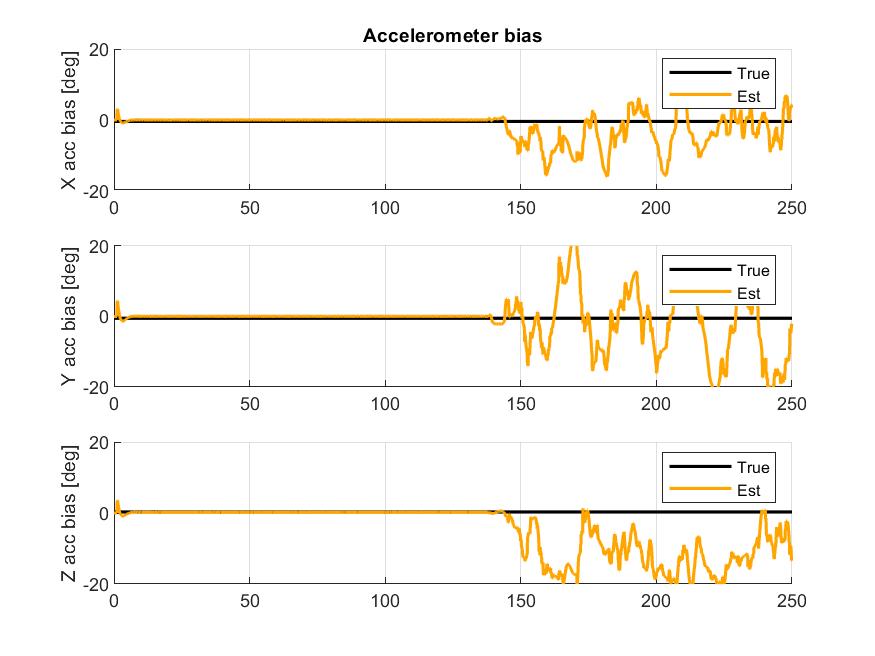 Accelerometer bias
X acc bias [deg]
20
0
-20
True
Est
0 50 100 150 200 250
Y acc bias [deg]
20
0
-20
True
Est
0 50 100 150 200 250
Z acc bias [deg]
20
0
-20
True
Est
0 50 100 150 200 250